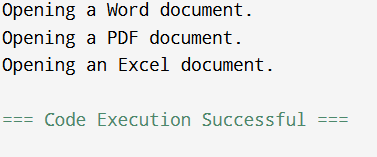 Opening a Word document.
Opening a PDF document.
Opening an Excel document.
=== Code Execution Successful ===